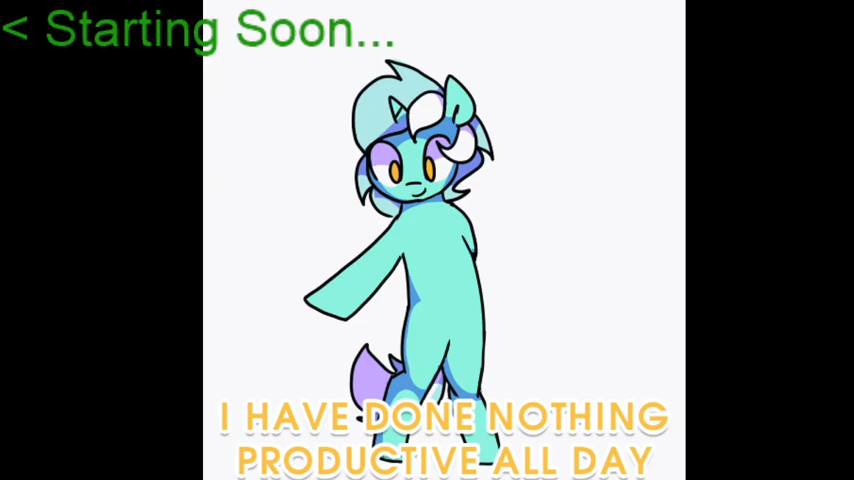 < Starting Soon...
I HAVE DONE NOTHING
PRODUCTIVE ALL DAY